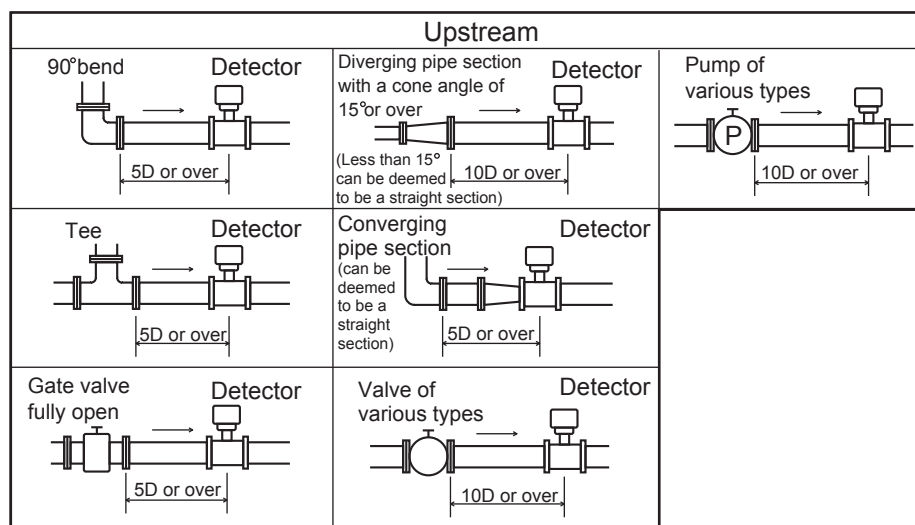 Upstream
90°bend
Detector
5D or over
Diverging pipe section
with a cone angle of
15°or over
Detector
(Less than 15°
can be deemed
to be a straight section)
10D or over
Pump of
various types
P
10D or over
Tee
Detector
5D or over
Converging
pipe section
(can be
deemed
to be a
straight
section)
Detector
5D or over
Gate valve
fully open
Detector
5D or over
Valve of
various types
Detector
10D or over